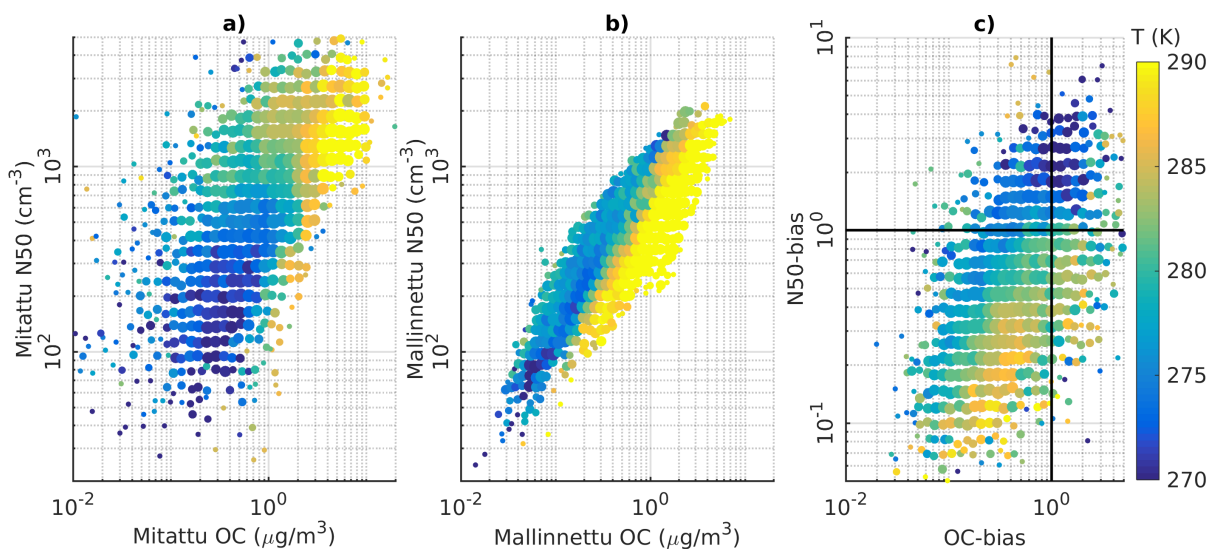 a)
Mitattu N50 (cm⁻³)
10³
10²
10⁻²
10⁰
Mitattu OC (μg/m³)
b)
Mallinnettu N50 (cm⁻³)
10³
10²
10⁻²
10⁰
Mallinnettu OC (μg/m³)
c)
N50-bias
10¹
10⁰
10⁻¹
10⁻²
10⁰
OC-bias
T (K)
290
285
280
275
270